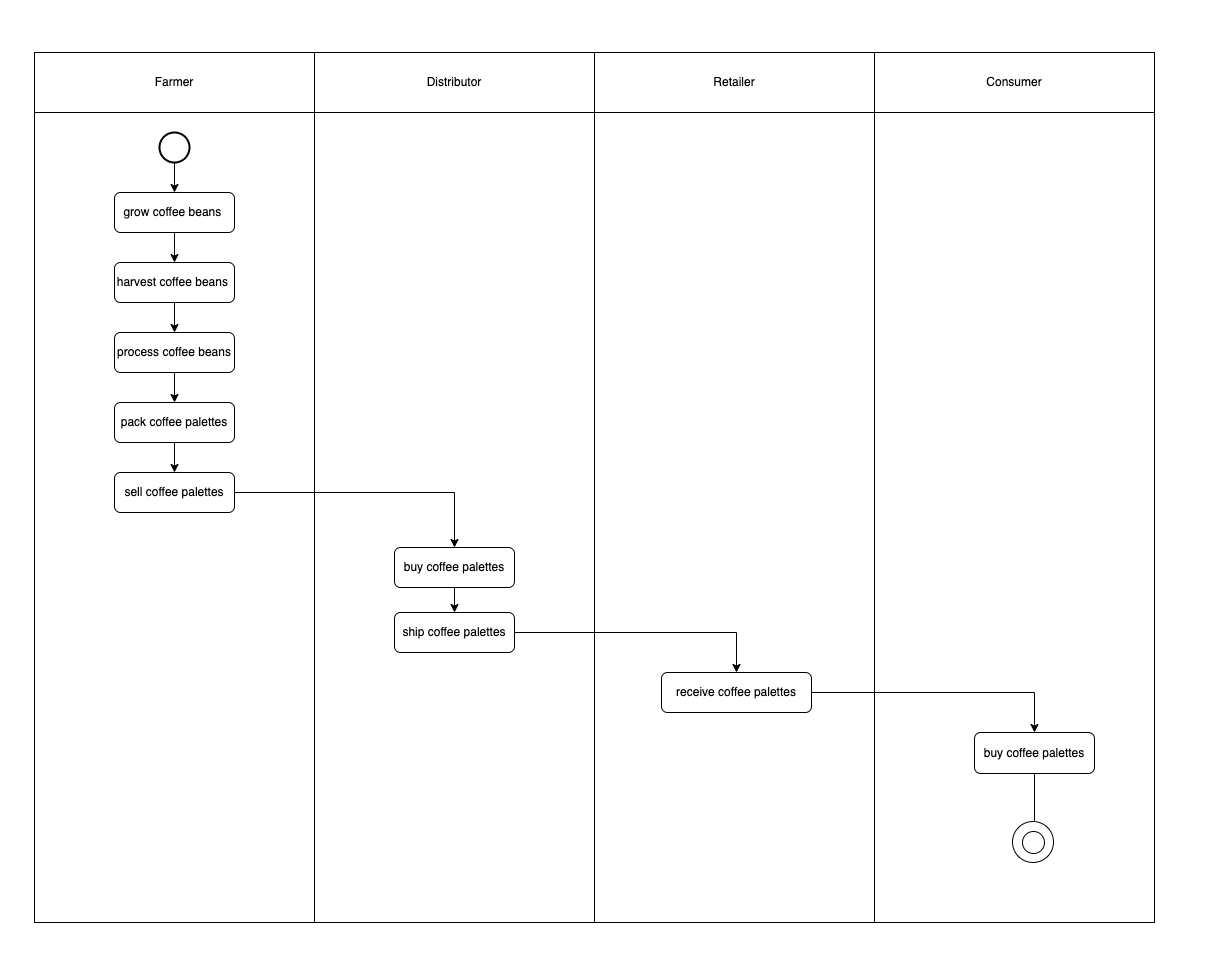 Farmer
Distributor
Retailer
Consumer
grow coffee beans
harvest coffee beans
process coffee beans
pack coffee palettes
sell coffee palettes
buy coffee palettes
ship coffee palettes
receive coffee palettes
buy coffee palettes